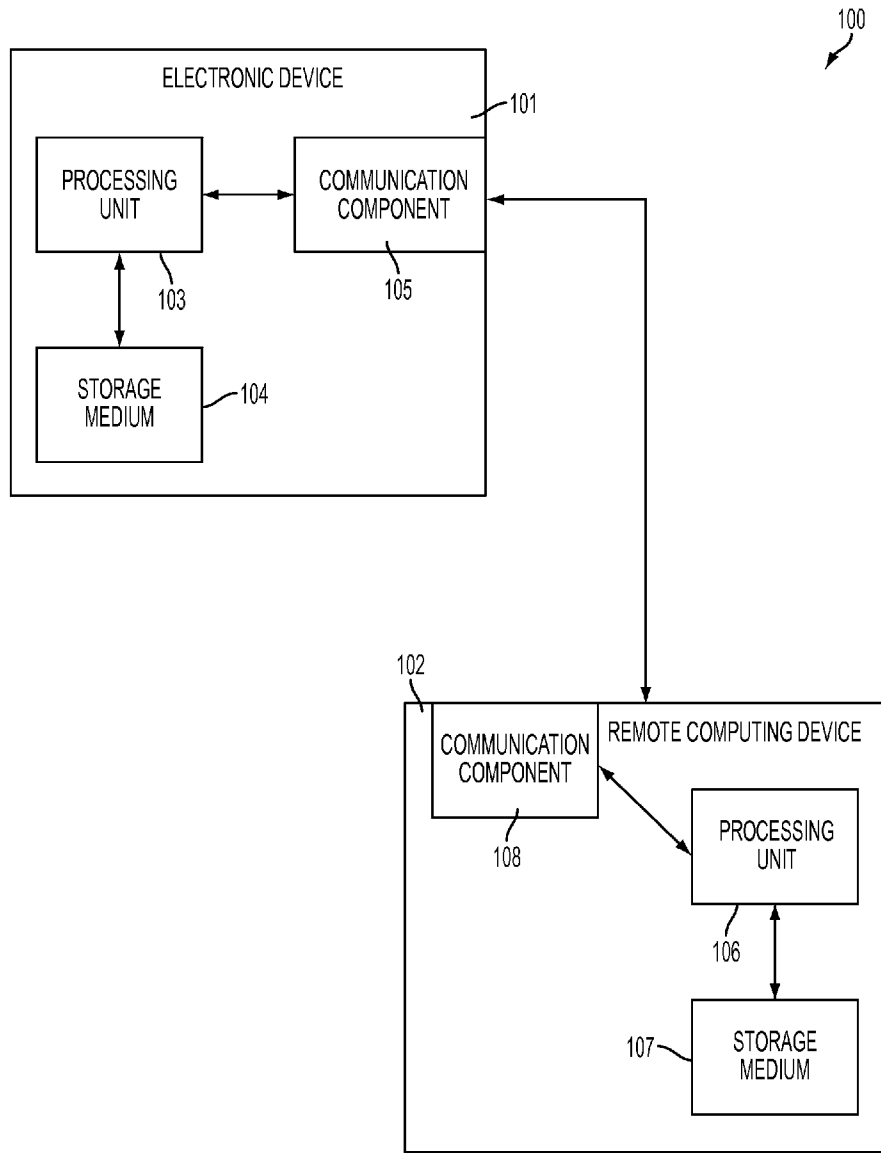 100
ELECTRONIC DEVICE
101
PROCESSING
UNIT
103
COMMUNICATION
COMPONENT
105
STORAGE
MEDIUM
104
102
COMMUNICATION
COMPONENT
108
REMOTE COMPUTING DEVICE
PROCESSING
UNIT
106
107
STORAGE
MEDIUM